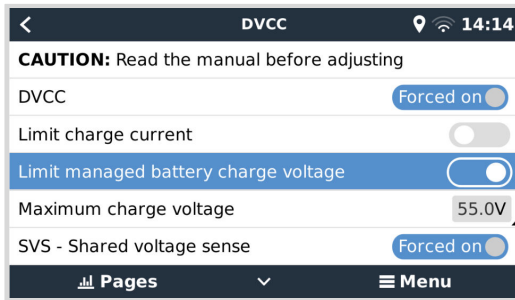 DVCC 14:14
CAUTION: Read the manual before adjusting
DVCC Forced on
Limit charge current
Limit managed battery charge voltage
Maximum charge voltage 55.0V
SVS - Shared voltage sense Forced on
Pages Menu